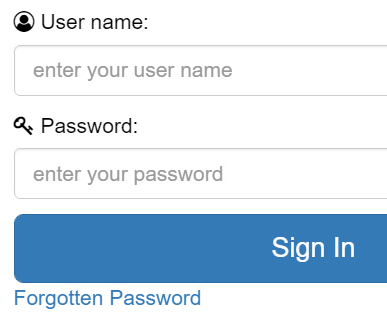 User name:
enter your user name
Password:
enter your password
Sign In
Forgotten Password